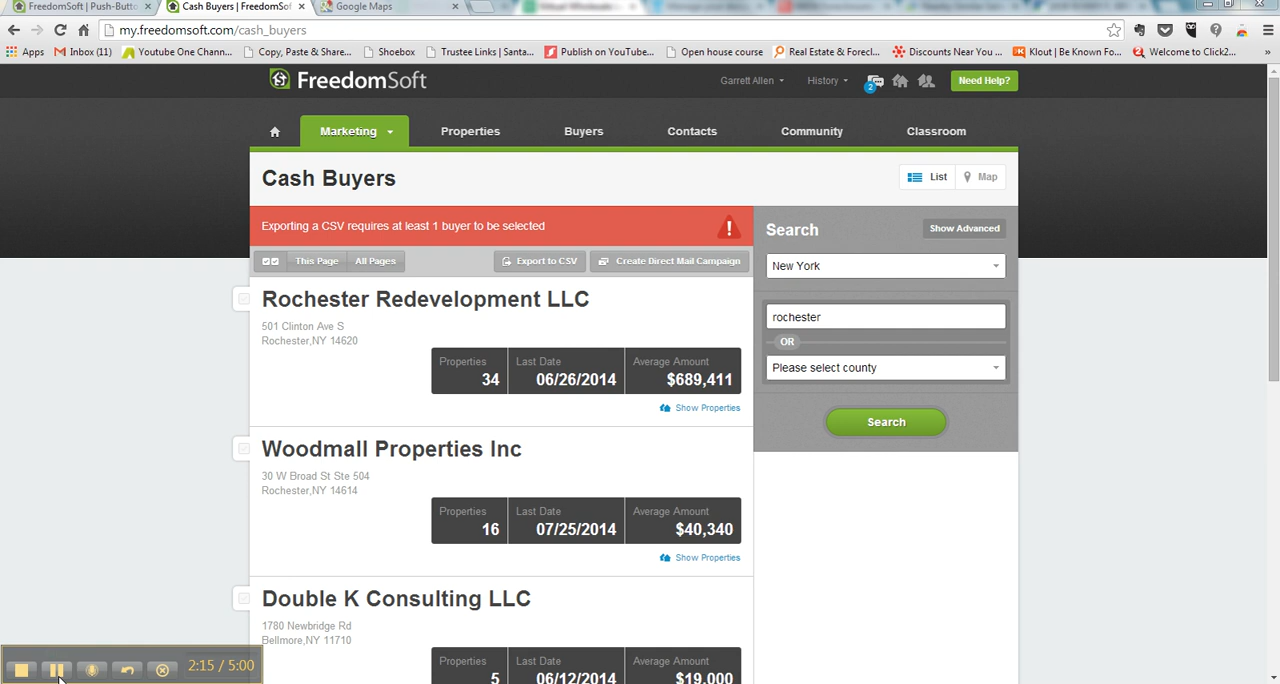 FreedomSoft | Push-Butto
Cash Buyers | FreedomSof
Google Maps
my.freedomsoft.com/cash_buyers
Apps
Inbox (11)
Youtube One Chann...
Copy, Paste & Share...
Shoebox
Trustee Links | Santa...
Publish on YouTube...
Open house course
Real Estate & Forecl...
Discounts Near You ...
Klout | Be Known Fo...
Welcome to Click2...
»
FreedomSoft
Garrett Allen
History
2
Need Help?
Marketing
Properties
Buyers
Contacts
Community
Classroom
Cash Buyers
List
Map
Exporting a CSV requires at least 1 buyer to be selected
This Page
All Pages
Export to CSV
Create Direct Mail Campaign
Search
Show Advanced
New York
rochester
OR
Please select county
Search
Rochester Redevelopment LLC
501 Clinton Ave S
Rochester,NY 14620
Properties
34
Last Date
06/26/2014
Average Amount
$689,411
Show Properties
Woodmall Properties Inc
30 W Broad St Ste 504
Rochester,NY 14614
Properties
16
Last Date
07/25/2014
Average Amount
$40,340
Show Properties
Double K Consulting LLC
1780 Newbridge Rd
Bellmore,NY 11710
Properties
5
Last Date
06/12/2014
Average Amount
$19,000
2:15 / 5:00